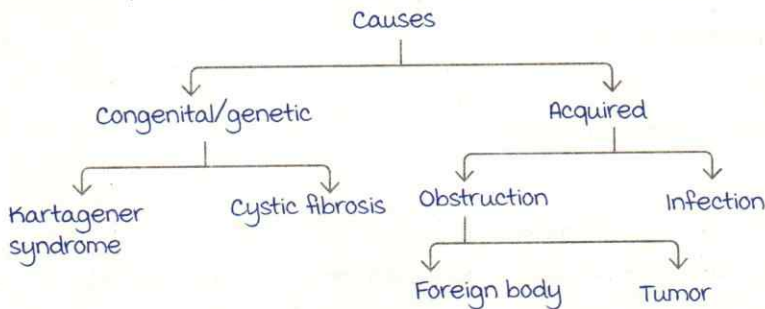 Causes
Congenital/genetic
Acquired
Kartagener
syndrome
Cystic fibrosis
Obstruction
Infection
Foreign body
Tumor